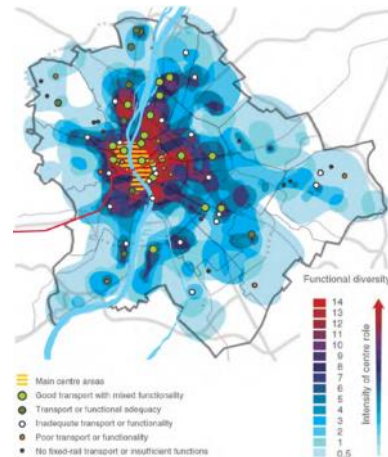 Functional diversity
14
13
12
11
10
9
8
7
6
5
4
3
2
1
0.5
Intensity of centre role
Main centre areas
Good transport with mixed functionality
Transport or functional adequacy
Inadequate transport or functionality
Poor transport or functionality
No fixed-rail transport or insufficient functions